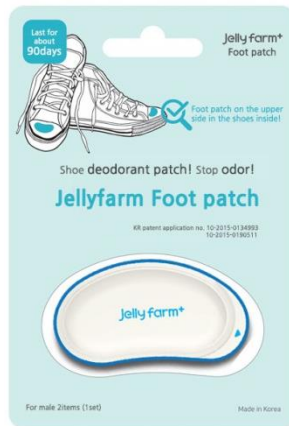 Last for
about
90days
Jelly farm+
Foot patch
Foot patch on the upper
side in the shoes inside!
Shoe deodorant patch! Stop odor!
Jellyfarm Foot patch
KR patent application no. 10-2015-0134993
10-2015-0190511
Jelly farm+
For male 2items (1set)
Made in Korea